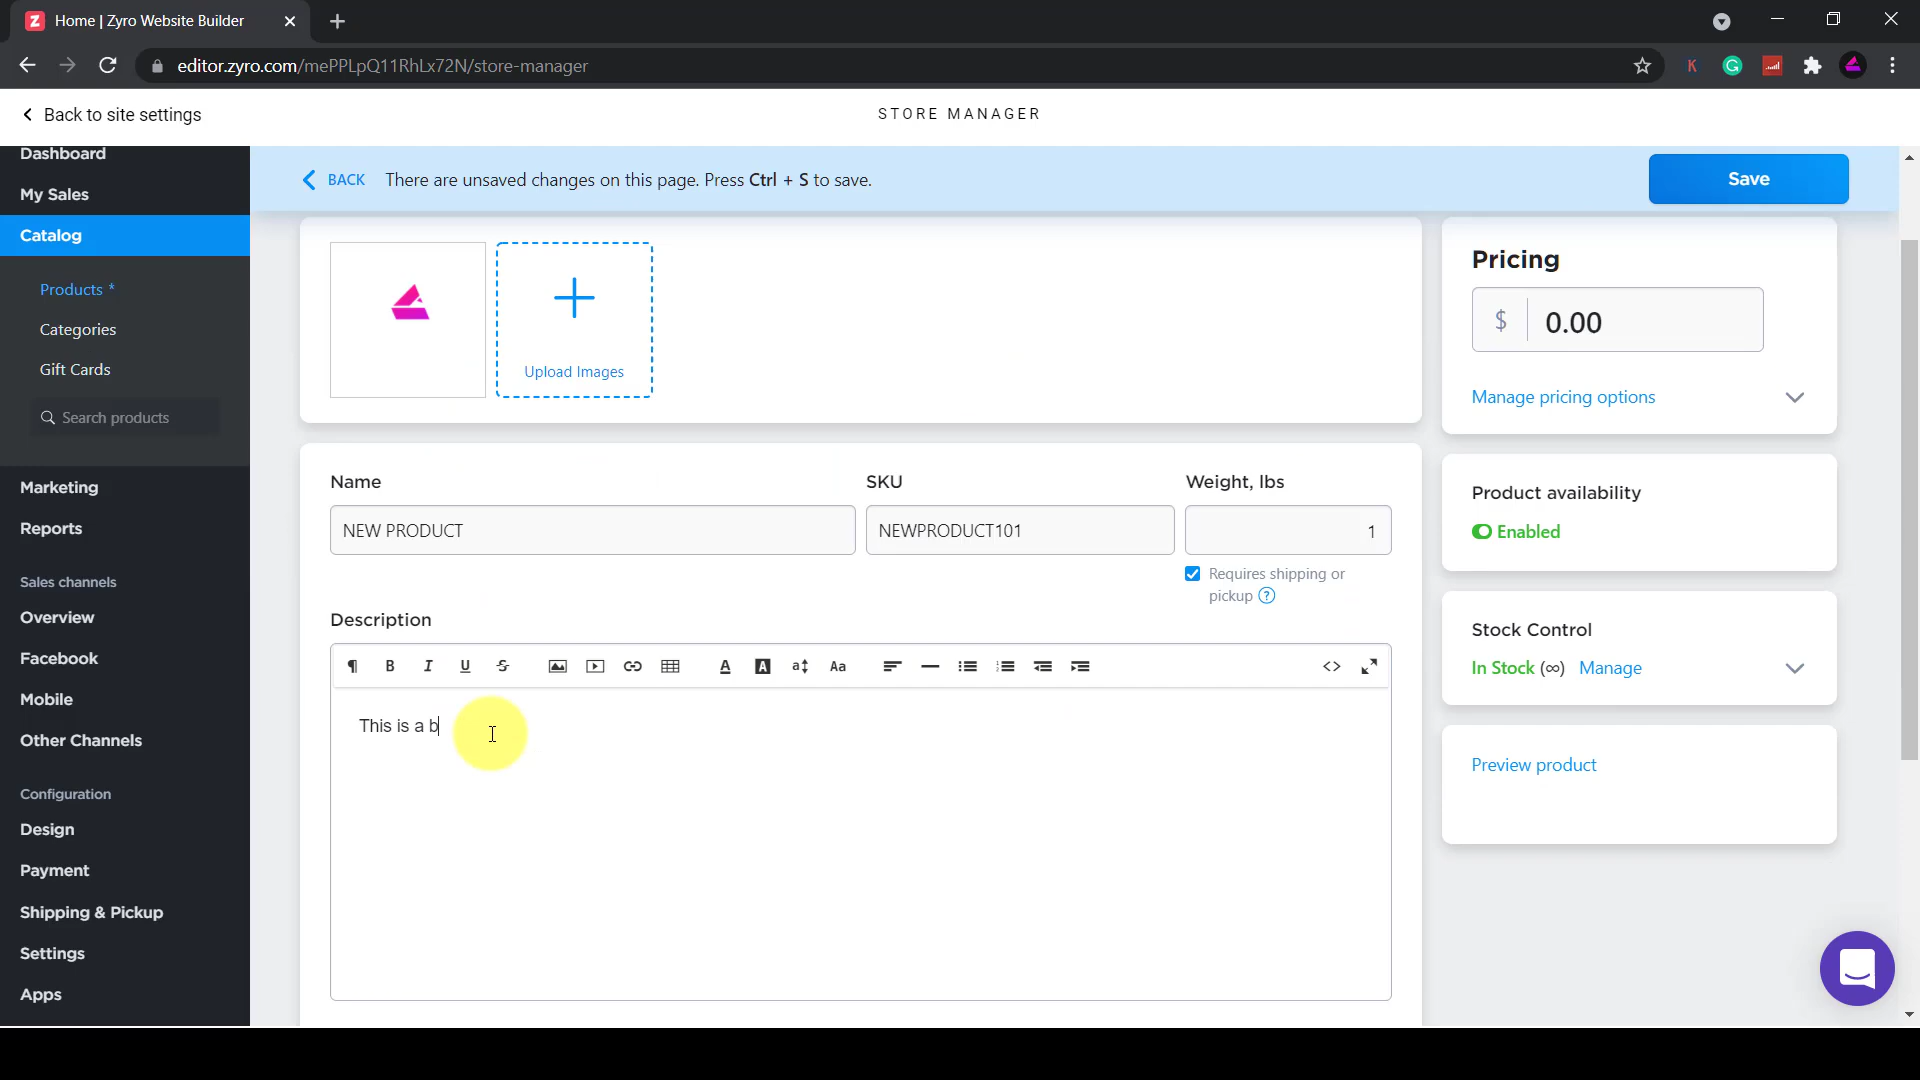 Z Home | Zyro Website Builder
editor.zyro.com/mePPLpQ11RhLx72N/store-manager
K
G
Back to site settings
STORE MANAGER
Dashboard
My Sales
Catalog
Products *
Categories
Gift Cards
Search products
Marketing
Reports
Sales channels
Overview
Facebook
Mobile
Other Channels
Configuration
Design
Payment
Shipping & Pickup
Settings
Apps
BACK There are unsaved changes on this page. Press Ctrl + S to save.
Save
Upload Images
Name
NEW PRODUCT
SKU
NEWPRODUCT101
Weight, lbs
1
Requires shipping or
pickup ?
Description
¶ B I U S A A Aa <>
This is a b
Pricing
$ 0.00
Manage pricing options
Product availability
Enabled
Stock Control
In Stock (∞) Manage
Preview product